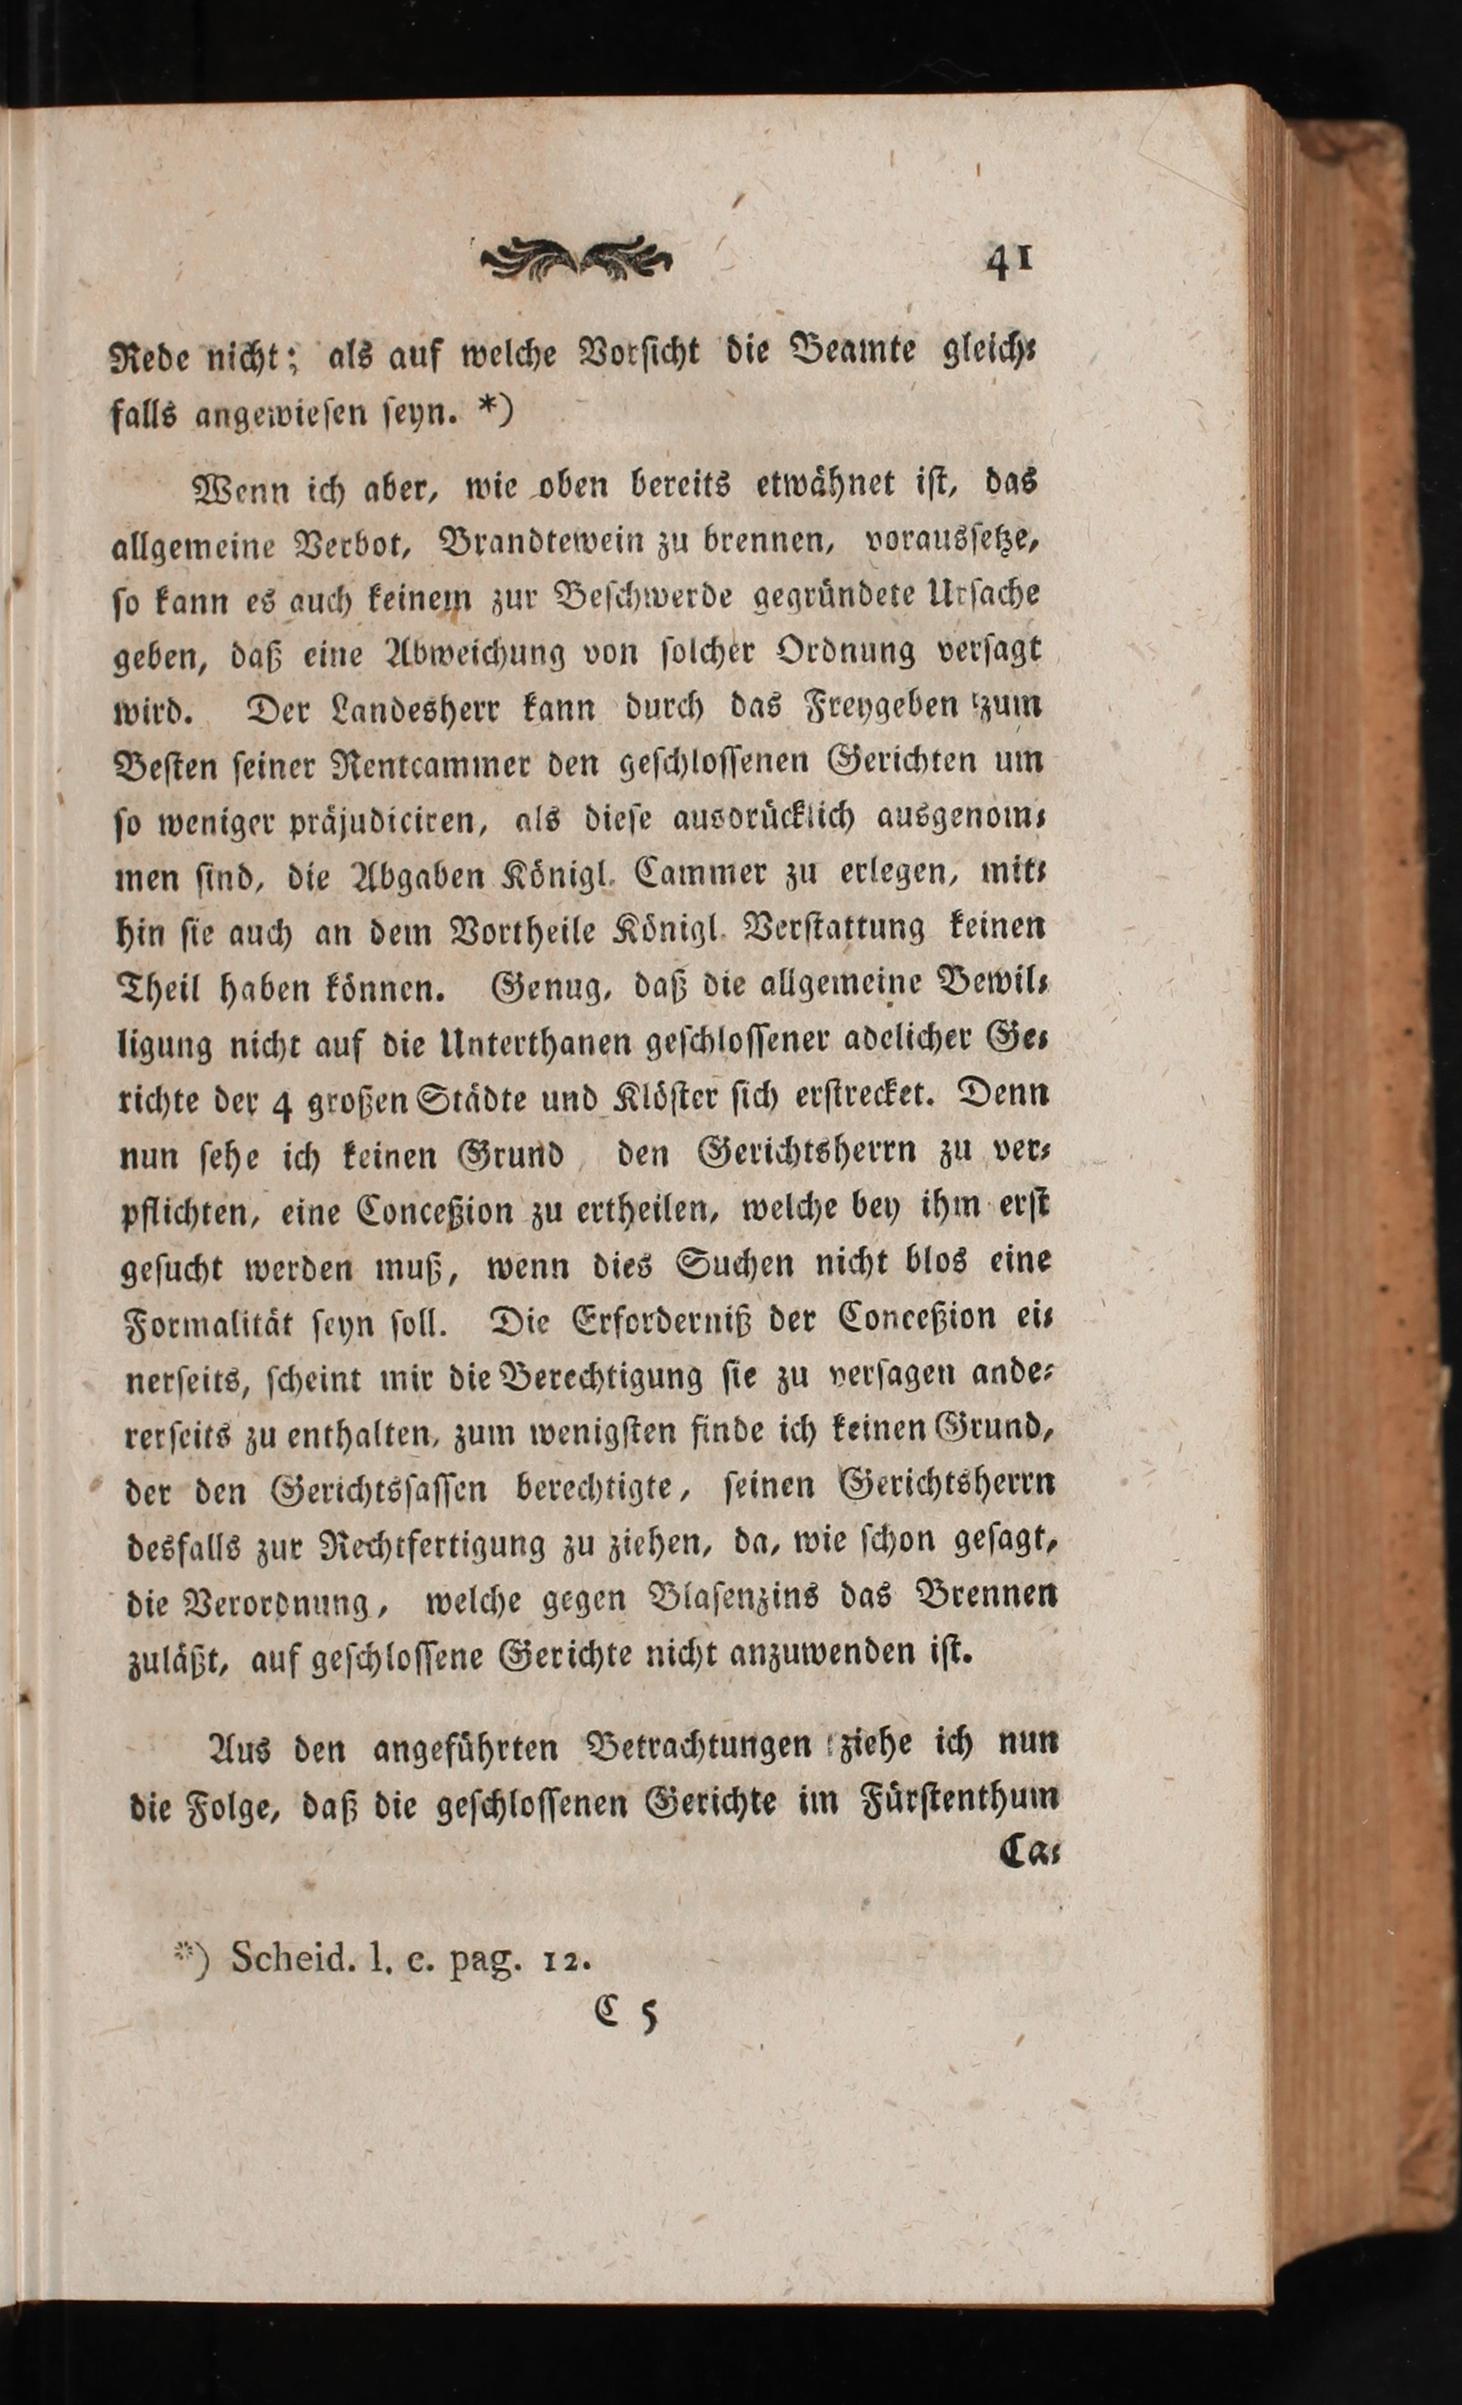 41
Rede nicht; als auf welche Vorsicht die Beamte gleich⸗
falls angewiesen seyn. *)
Wenn ich aber, wie oben bereits etwähnet ist, das
allgemeine Verbot, Brandtewein zu brennen, voraussetze,
so kann es auch keinem zur Beschwerde gegründete Ursache
geben, daß eine Abweichung von solcher Ordnung versagt
wird. Der Landesherr kann durch das Freygeben zum
Besten seiner Rentcammer den geschlossenen Gerichten um
so weniger präjudiciren, als diese ausdrücklich ausgenom⸗
men sind, die Abgaben Königl. Cammer zu erlegen, mit⸗
hin sie auch an dem Vortheile Königl. Verstattung keinen
Theil haben können. Genug, daß die allgemeine Bewil⸗
ligung nicht auf die Unterthanen geschlossener adelicher Ge⸗
richte der 4 großen Städte und Klöster sich erstrecket. Denn
nun sehe ich keinen Grund den Gerichtsherrn zu ver⸗
pflichten, eine Conceßion zu ertheilen, welche bey ihm erst
gesucht werden muß, wenn dies Suchen nicht blos eine
Formalität seyn soll. Die Erforderniß der Conceßion ei⸗
nerseits, scheint mir die Berechtigung sie zu versagen ande⸗
rerseits zu enthalten, zum wenigsten finde ich keinen Grund,
der den Gerichtssassen berechtigte, seinen Gerichtsherrn
desfalls zur Rechtfertigung zu ziehen, da, wie schon gesagt,
die Verordnung, welche gegen Blasenzins das Brennen
zuläßt, auf geschlossene Gerichte nicht anzuwenden ist.
Aus den angeführten Betrachtungen ziehe ich nun
die Folge, daß die geschlossenen Gerichte im Fürstenthum
Ca⸗
*) Scheid. l. c. pag. 12.
C 5